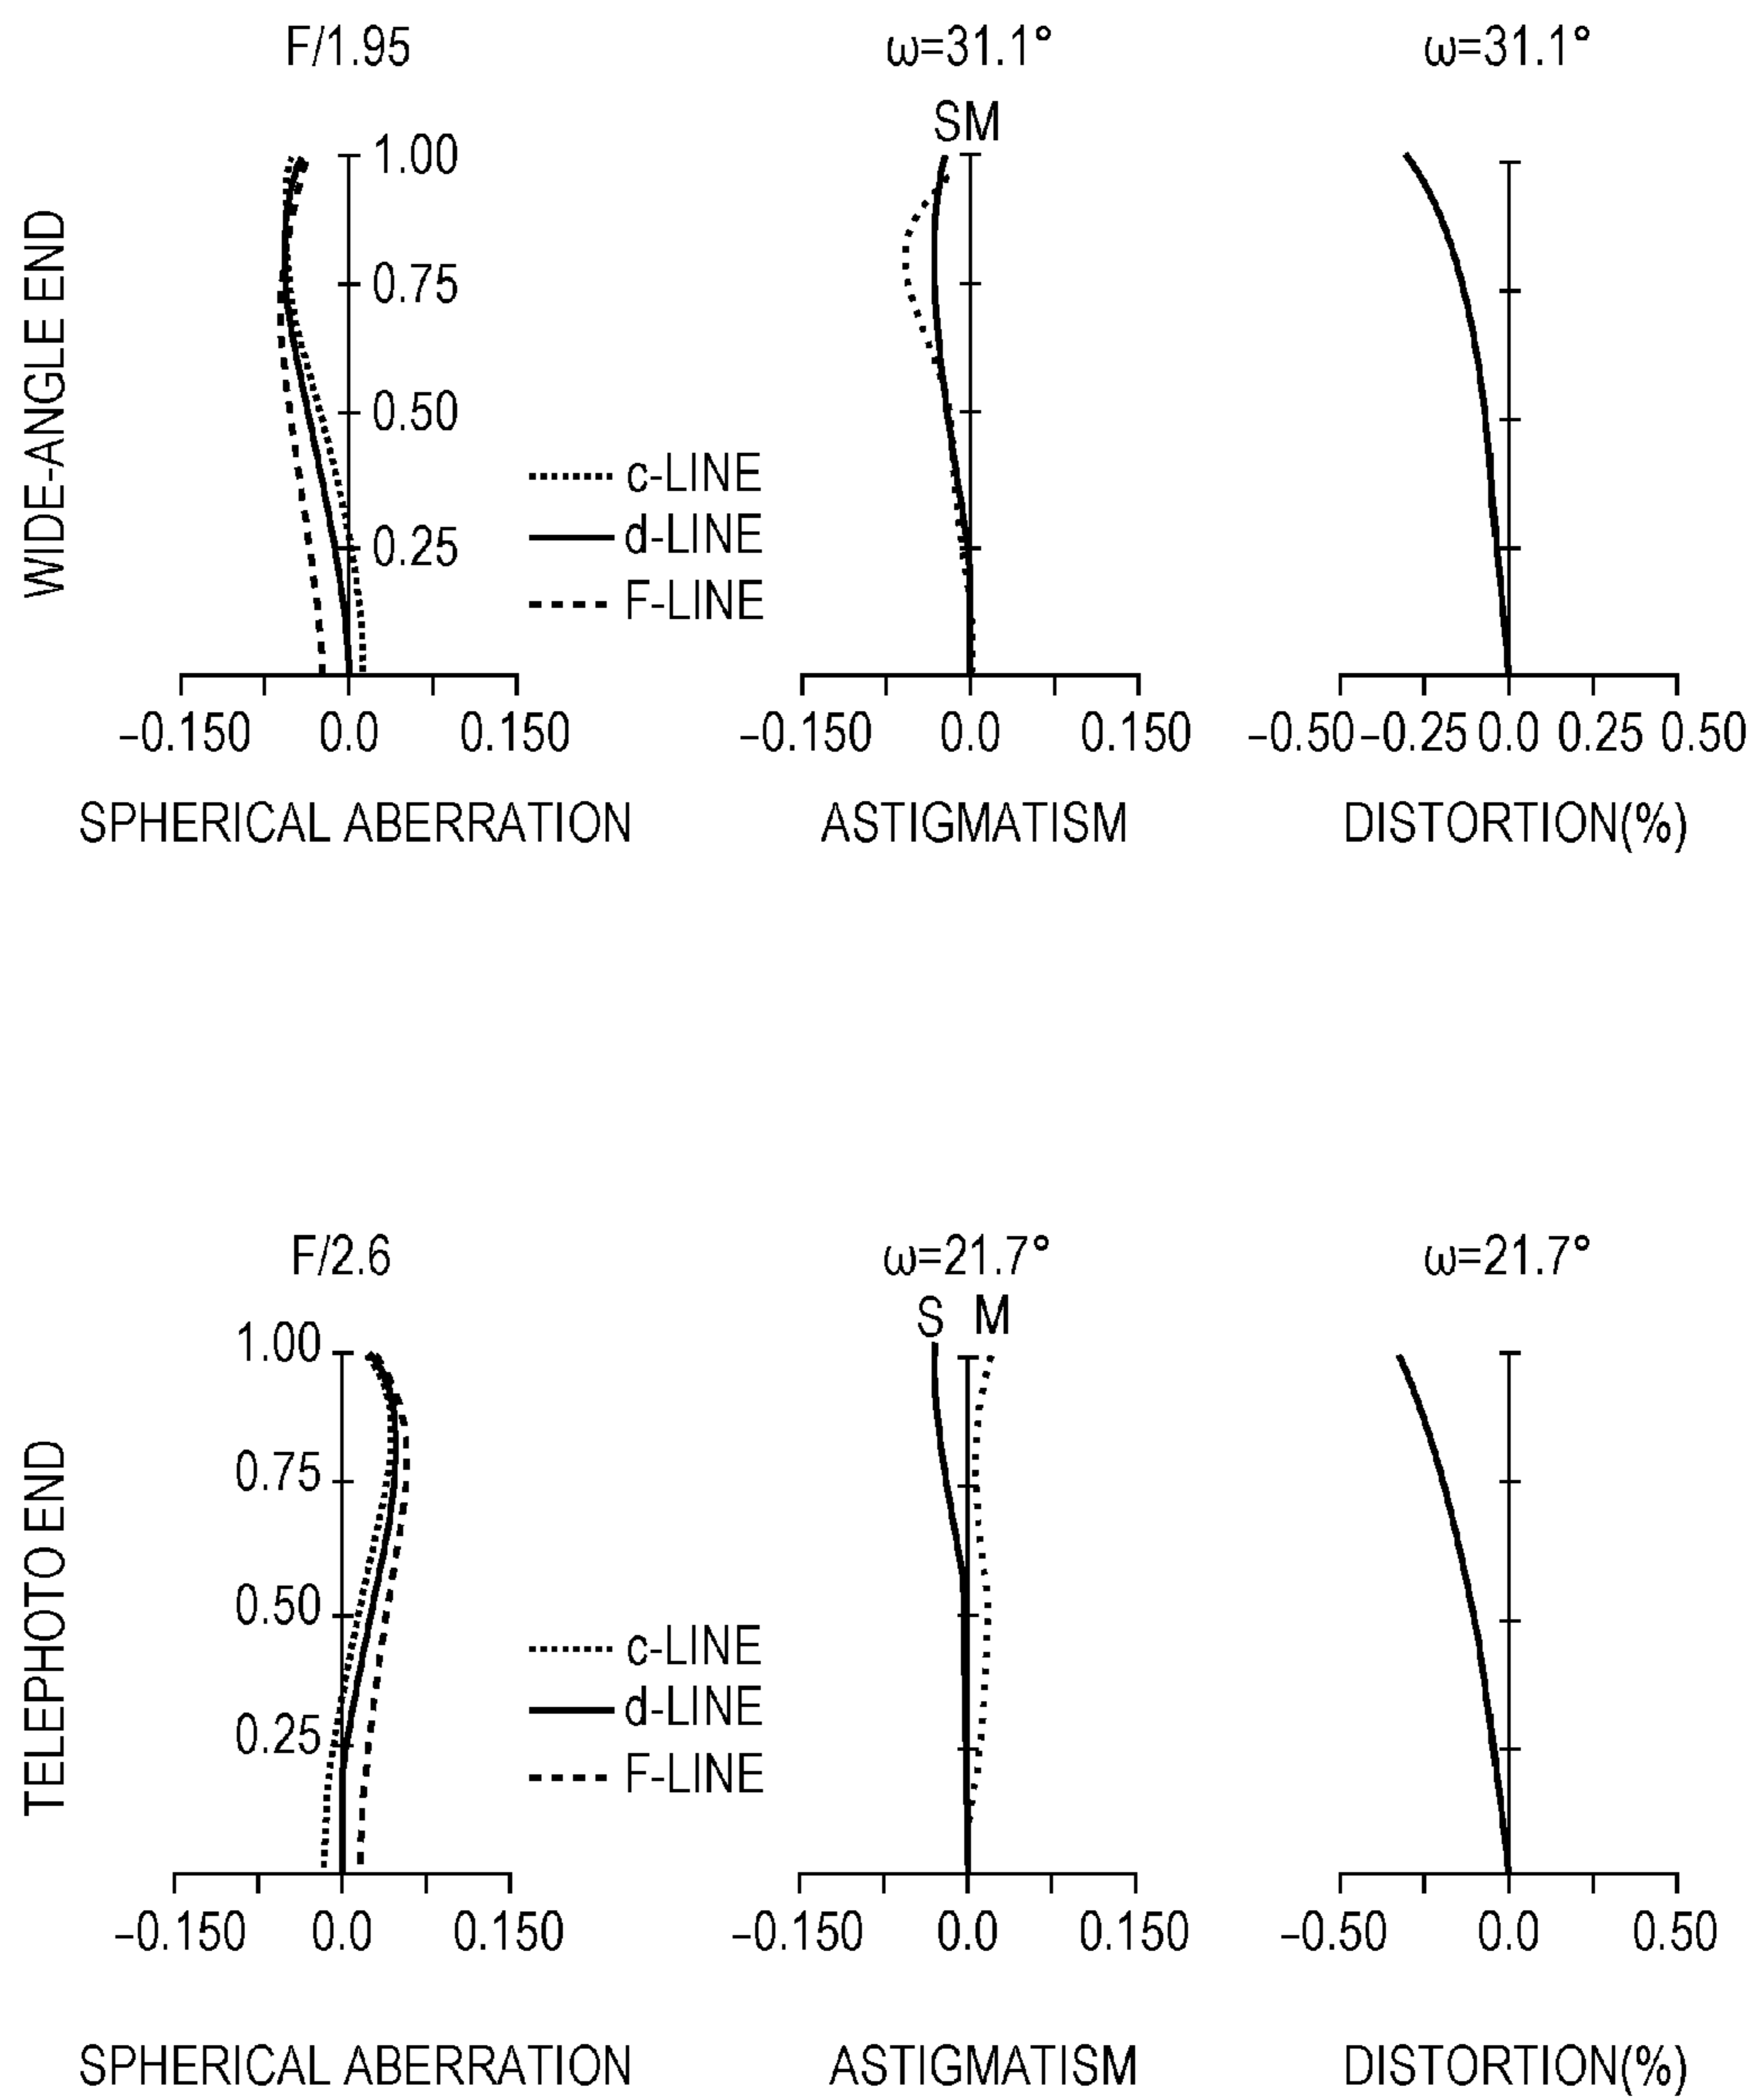 F/1.95
ω=31.1°
ω=31.1°
SM
WIDE-ANGLE END
1.00
0.75
0.50
0.25
c-LINE
d-LINE
F-LINE
−0.150 0.0 0.150
−0.150 0.0 0.150
−0.50 −0.25 0.0 0.25 0.50
SPHERICAL ABERRATION
ASTIGMATISM
DISTORTION(%)
F/2.6
ω=21.7°
ω=21.7°
S M
TELEPHOTO END
1.00
0.75
0.50
0.25
c-LINE
d-LINE
F-LINE
−0.150 0.0 0.150
−0.150 0.0 0.150
−0.50 0.0 0.50
SPHERICAL ABERRATION
ASTIGMATISM
DISTORTION(%)